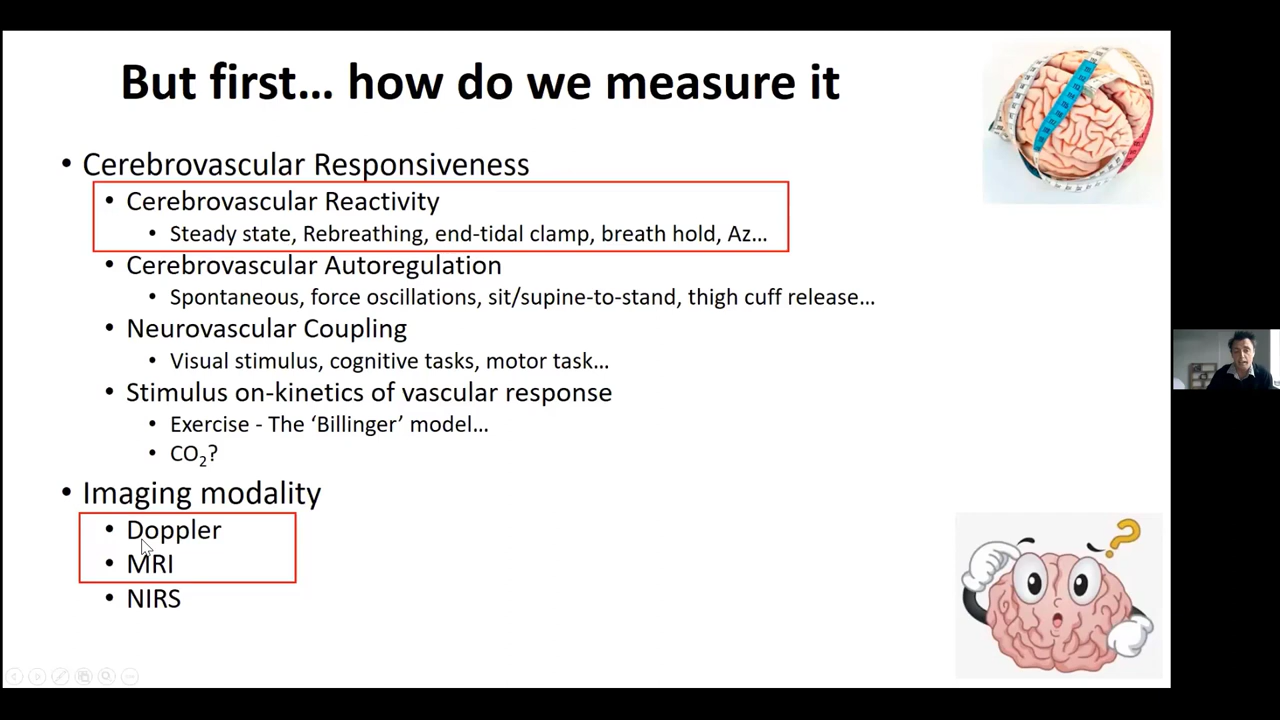 But first... how do we measure it
• Cerebrovascular Responsiveness
• Cerebrovascular Reactivity
• Steady state, Rebreathing, end-tidal clamp, breath hold, Az...
• Cerebrovascular Autoregulation
• Spontaneous, force oscillations, sit/supine-to-stand, thigh cuff release...
• Neurovascular Coupling
• Visual stimulus, cognitive tasks, motor task...
• Stimulus on-kinetics of vascular response
• Exercise - The ‘Billinger’ model...
• CO₂?
• Imaging modality
• Doppler
• MRI
• NIRS